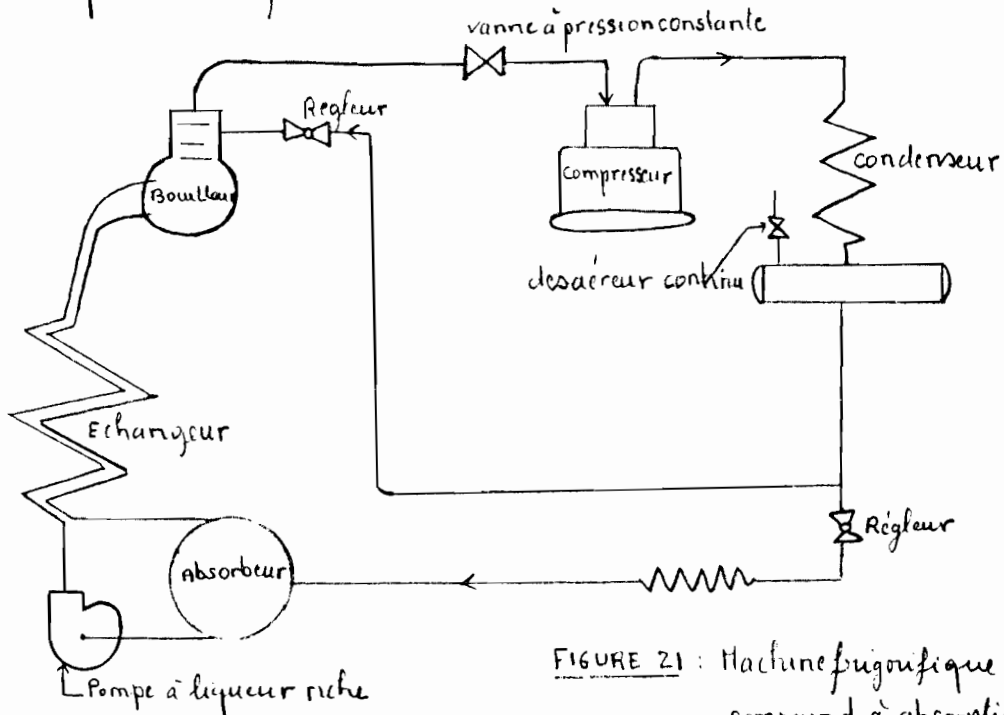 vanne à pression constante
Régleur
Bouilleur
compresseur
condenseur
desaéreur continu
Echangeur
Régleur
Absorbeur
Pompe à liqueur riche
FIGURE 21 : Machine frigorifique